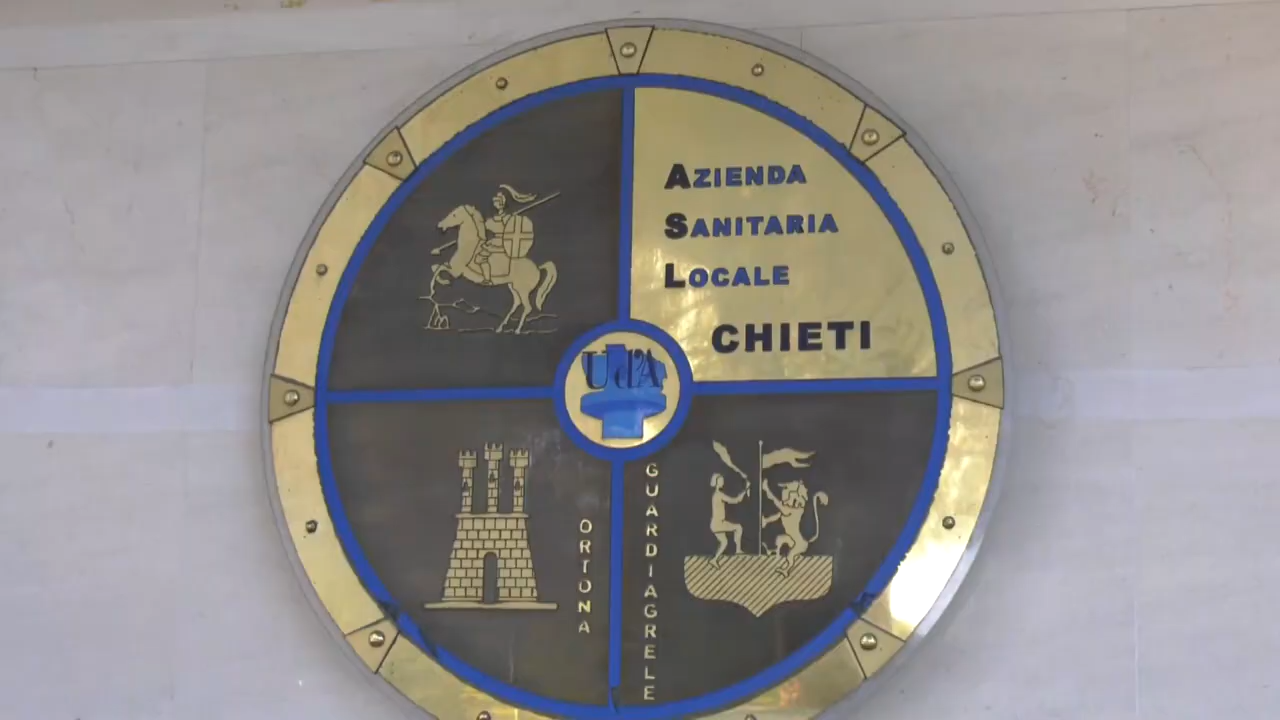 AZIENDA
SANITARIA
LOCALE
CHIETI
UdA
ORTONA
GUARDIAGRELE